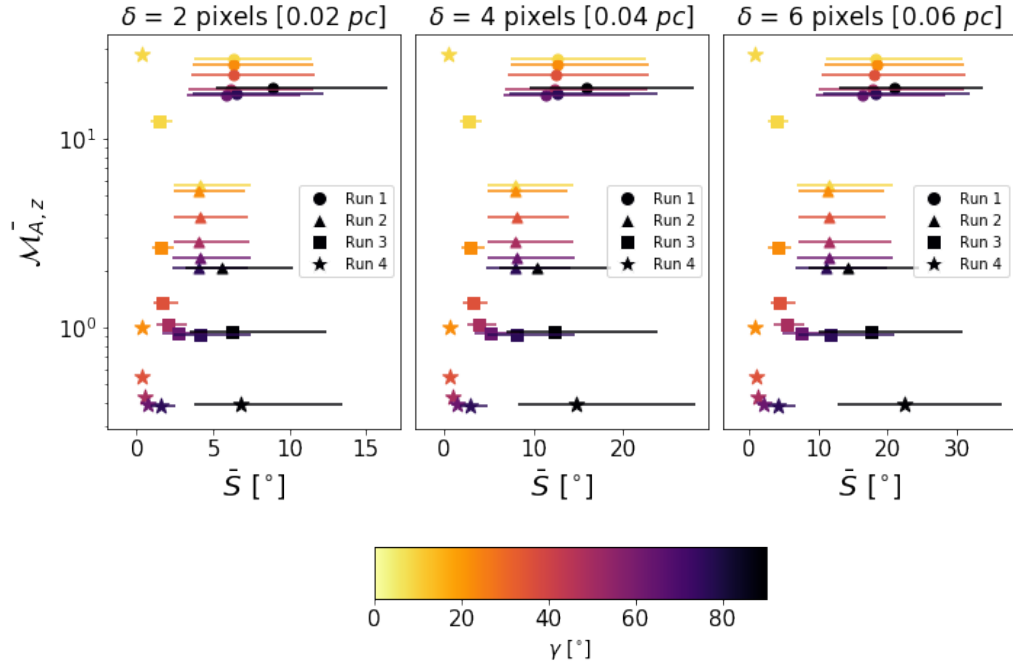 δ = 2 pixels [0.02 pc] δ = 4 pixels [0.04 pc] δ = 6 pixels [0.06 pc]
10¹
10⁰
ℳ̄_A,z
Run 1
Run 2
Run 3
Run 4
Run 1
Run 2
Run 3
Run 4
Run 1
Run 2
Run 3
Run 4
0 5 10 15 0 10 20 0 10 20 30
S̄ [°] S̄ [°] S̄ [°]
0 20 40 60 80
γ [°]